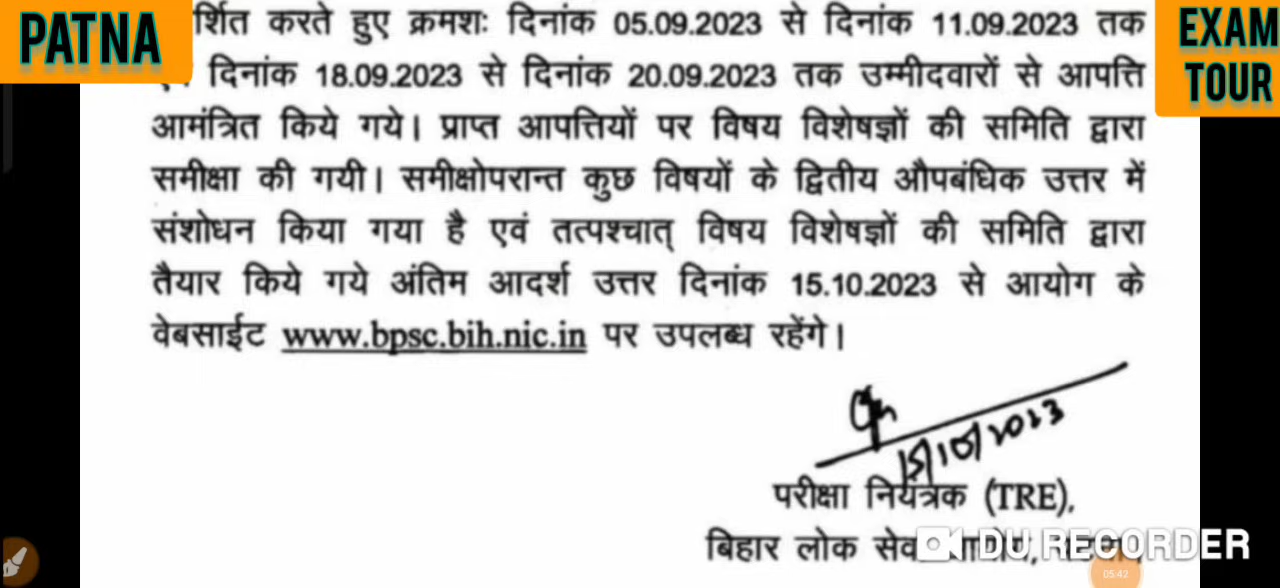 PATNA
EXAM
TOUR
र्शित करते हुए क्रमशः दिनांक 05.09.2023 से दिनांक 11.09.2023 तक
दिनांक 18.09.2023 से दिनांक 20.09.2023 तक उम्मीदवारों से आपत्ति
आमंत्रित किये गये। प्राप्त आपत्तियों पर विषय विशेषज्ञों की समिति द्वारा
समीक्षा की गयी। समीक्षोपरान्त कुछ विषयों के द्वितीय औपबंधिक उत्तर में
संशोधन किया गया है एवं तत्पश्चात् विषय विशेषज्ञों की समिति द्वारा
तैयार किये गये अंतिम आदर्श उत्तर दिनांक 15.10.2023 से आयोग के
वेबसाईट www.bpsc.bih.nic.in पर उपलब्ध रहेंगे।
15/10/2023
परीक्षा नियंत्रक (TRE),
बिहार लोक
DU RECORDER
05:42